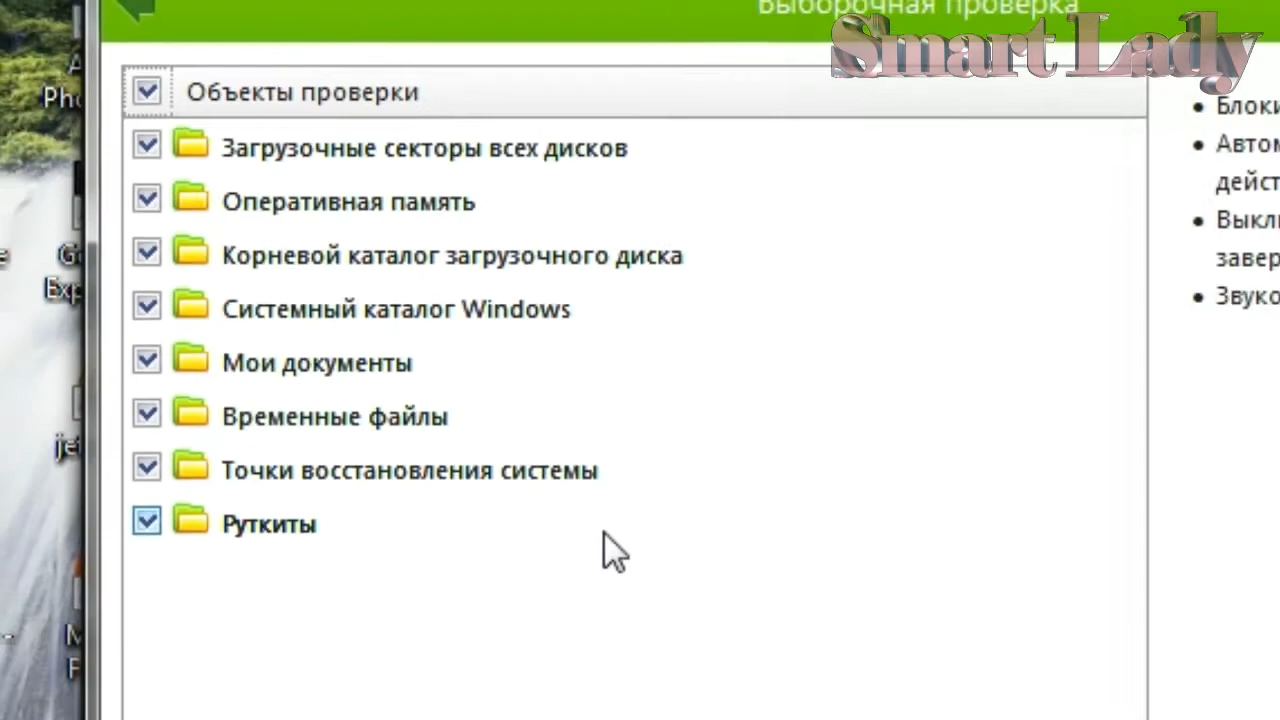 Выборочная проверка
Smart Lady
Объекты проверки
Загрузочные секторы всех дисков
Оперативная память
Корневой каталог загрузочного диска
Системный каталог Windows
Мои документы
Временные файлы
Точки восстановления системы
Руткиты